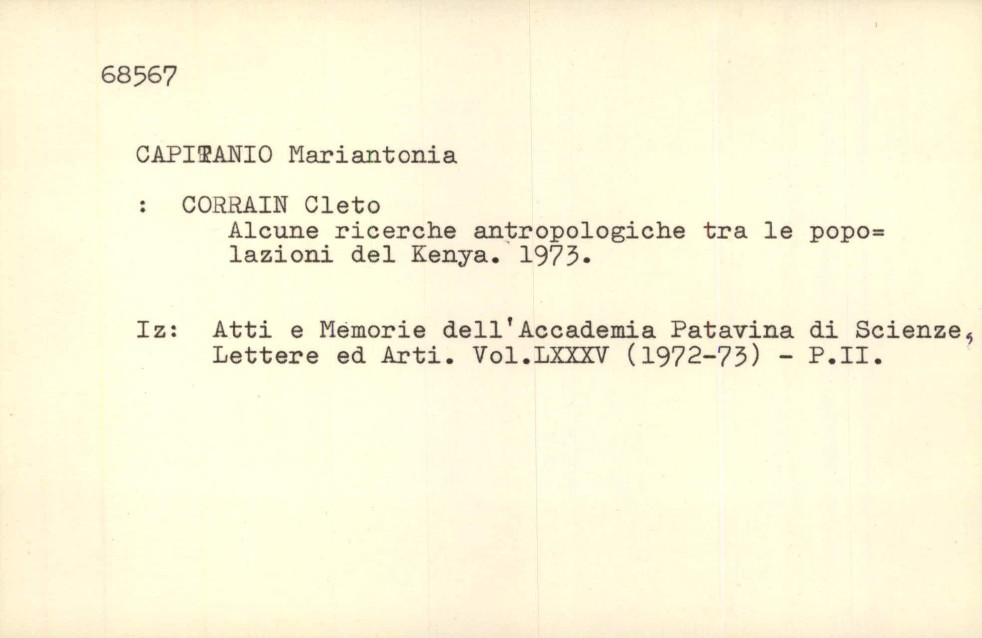 68567
CAPITANIO Mariantonia
: CORRAIN Cleto
Alcune ricerche antropologiche tra le popo=
lazioni del Kenya. 1973.
Iz: Atti e Memorie dell'Accademia Patavina di Scienze,
Lettere ed Arti. Vol.LXXXV (1972-73) - P.II.